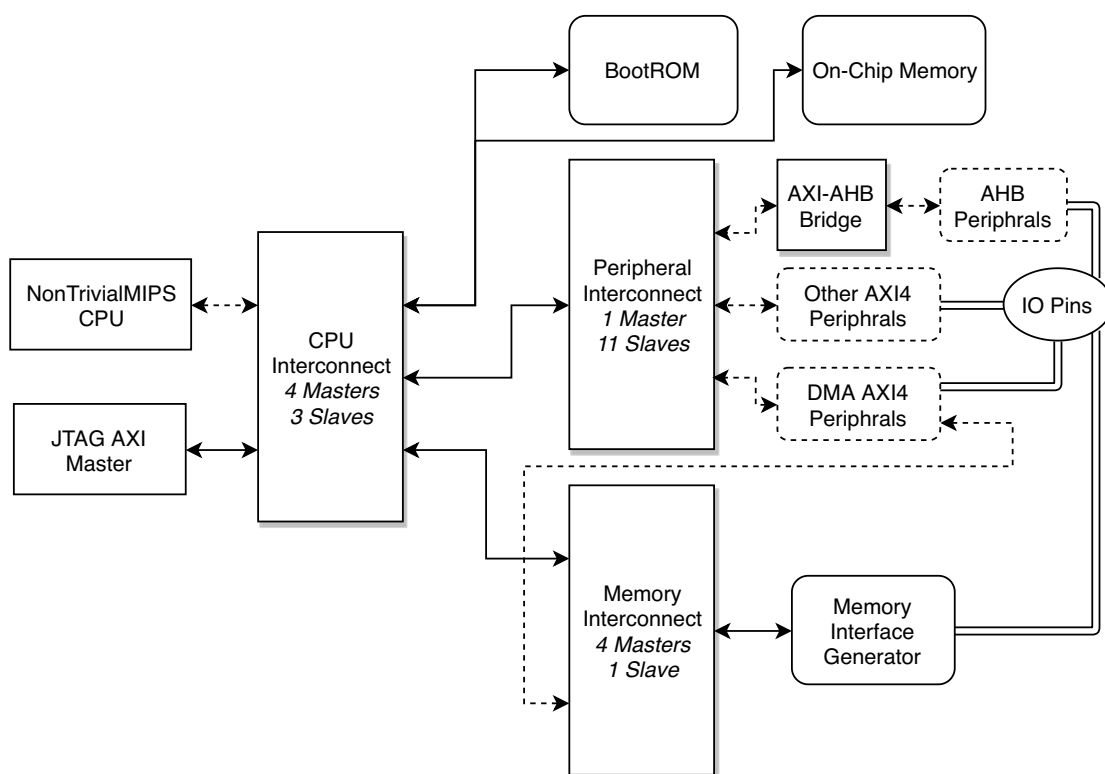 BootROM
On-Chip Memory
AXI-AHB
Bridge
AHB
Periphrals
NonTrivialMIPS
CPU
CPU
Interconnect
4 Masters
3 Slaves
Peripheral
Interconnect
1 Master
11 Slaves
Other AXI4
Periphrals
IO Pins
DMA AXI4
Periphrals
JTAG AXI
Master
Memory
Interconnect
4 Masters
1 Slave
Memory
Interface
Generator